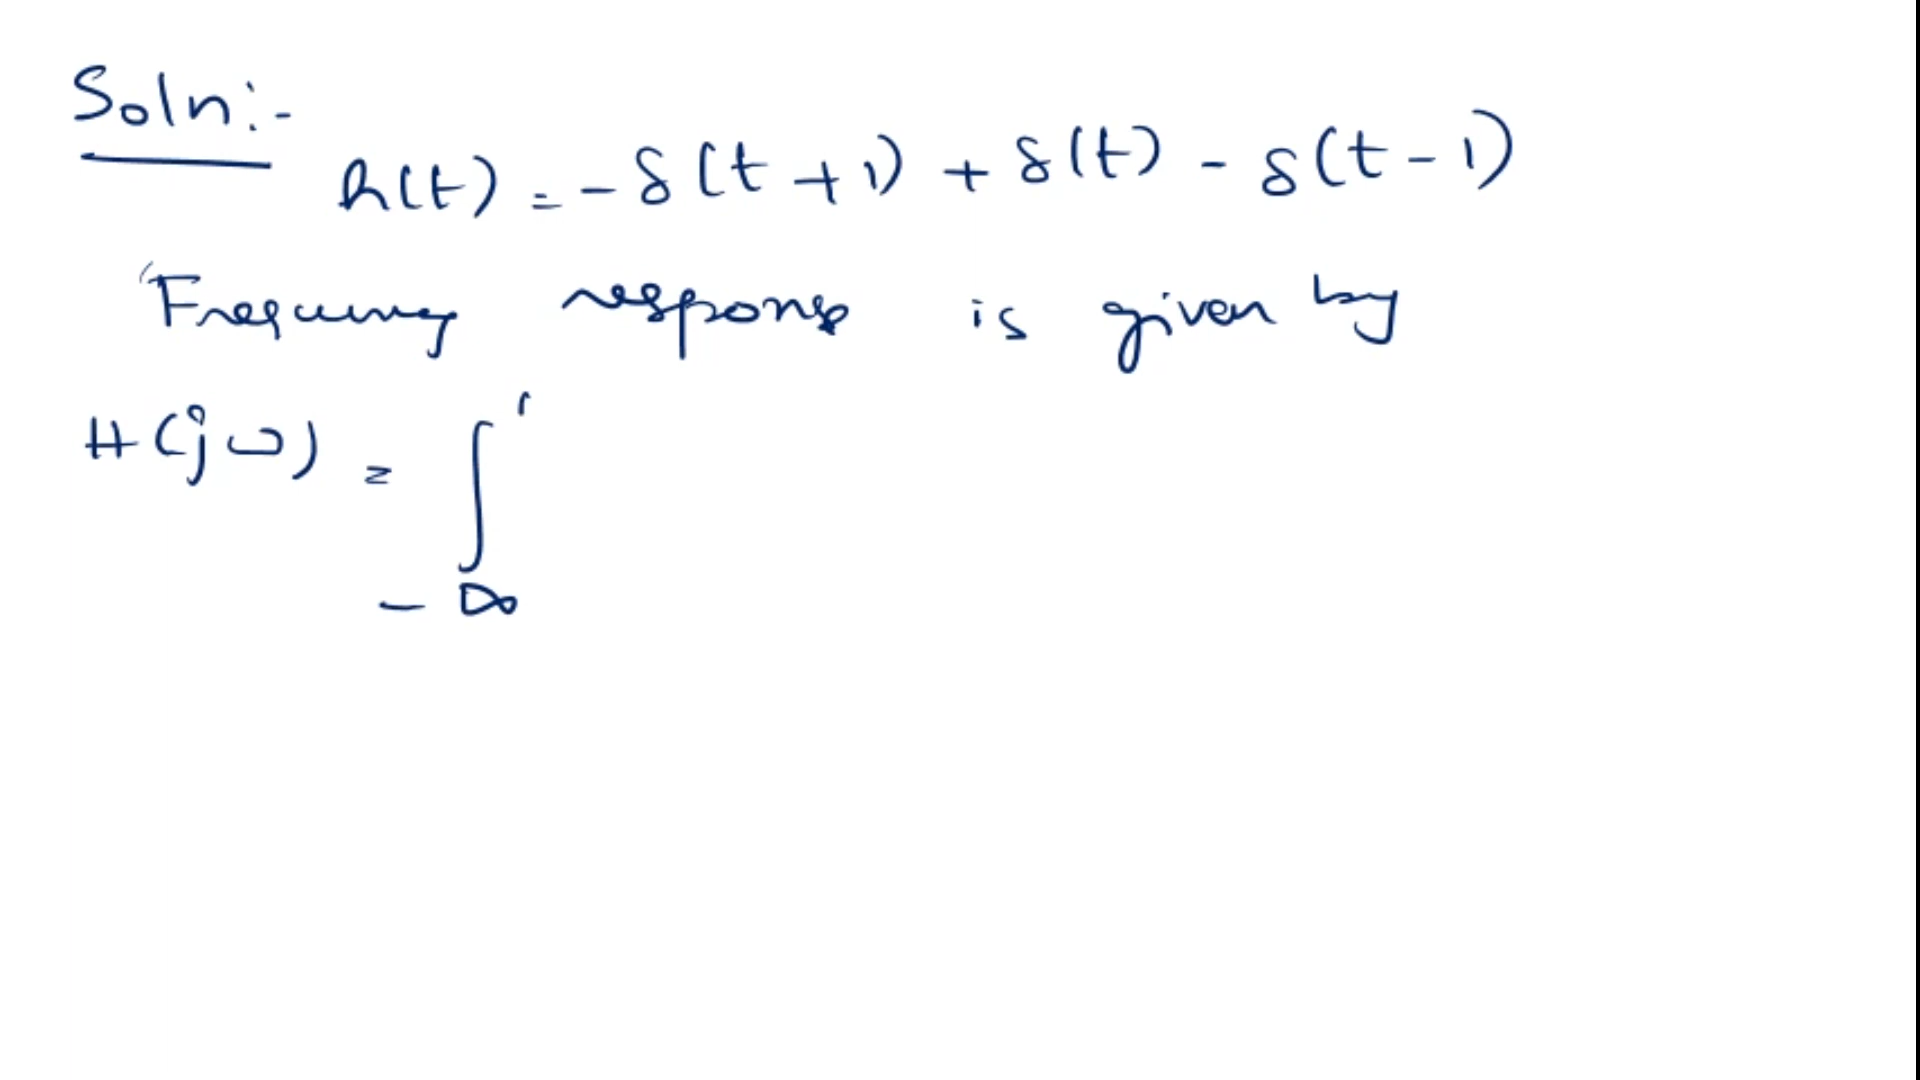 Soln:-
h(t) = -δ(t+1) + δ(t) - δ(t-1)
Frequency response is given by
H(jω) = ∫
-∞